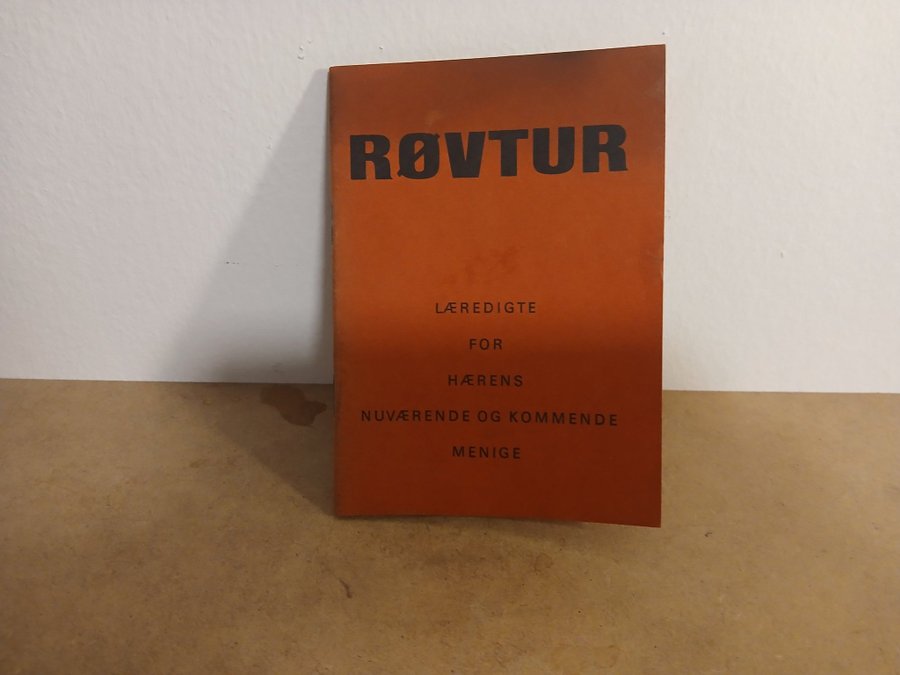 RØVTUR
LÆREDIGTE
FOR
HÆRENS
NUVÆRENDE OG KOMMENDE
MENIGE